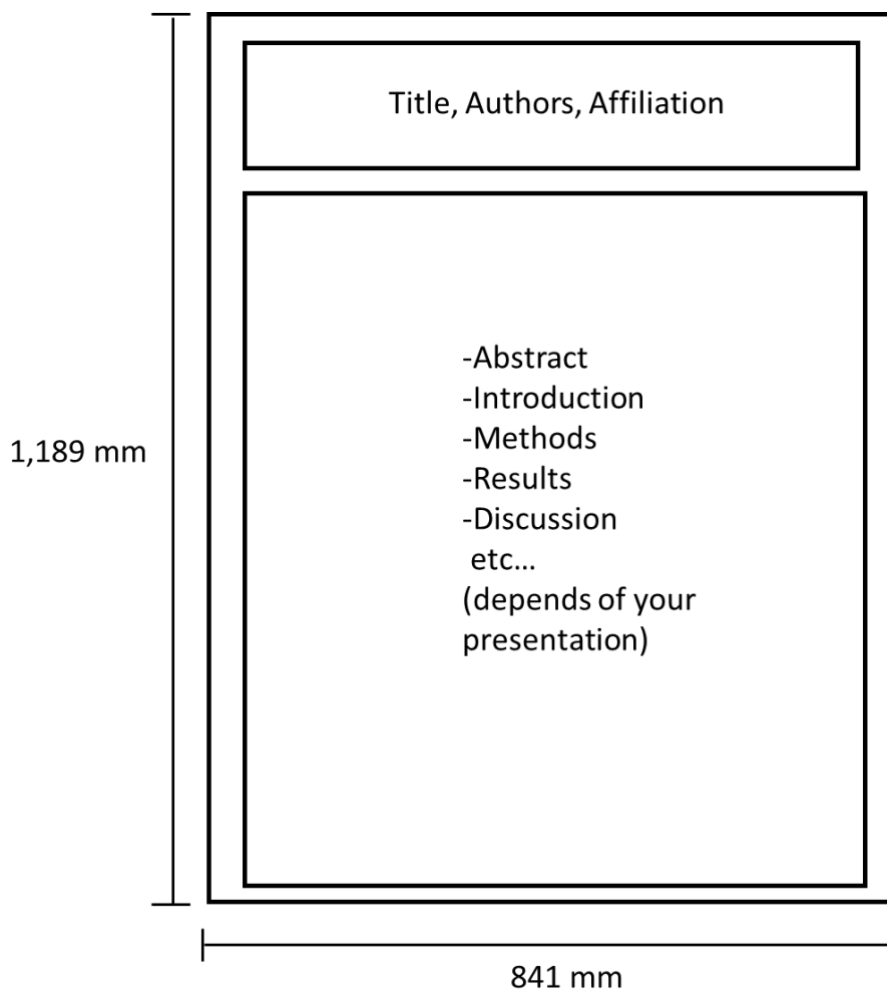 Title, Authors, Affiliation
-Abstract
-Introduction
-Methods
-Results
-Discussion
etc…
(depends of your
presentation)
1,189 mm
841 mm